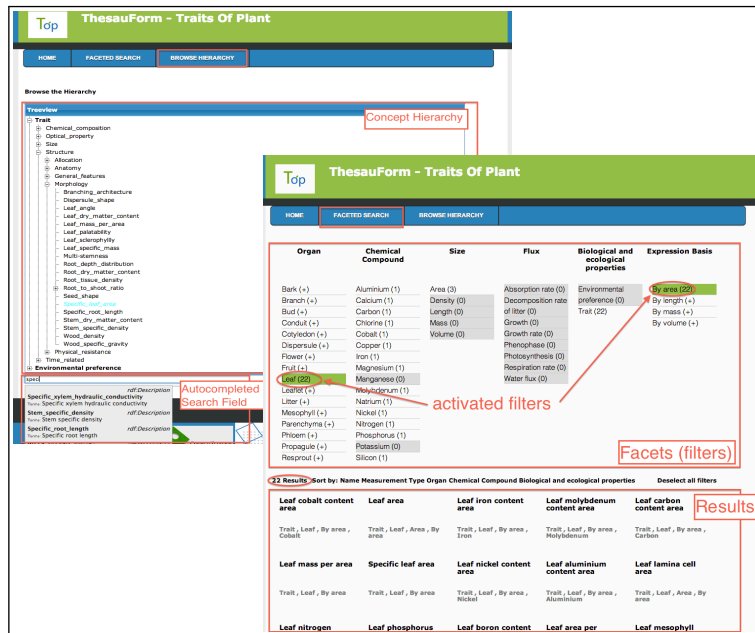 Top
ThesauForm - Traits Of Plant
HOME FACETED SEARCH BROWSE HIERARCHY
Browse the Hierarchy
Treeview
Concept Hierarchy
Trait
Chemical_composition
Optical_property
Size
Structure
Allocation
Anatomy
General_features
Morphology
Branching_architecture
Dispersule_shape
Leaf_angle
Leaf_dry_matter_content
Leaf_mass_per_area
Leaf_palatability
Leaf_sclerophylly
Leaf_specific_mass
Multi-stemness
Root_depth_distribution
Root_dry_matter_content
Root_tissue_density
Root_to_shoot_ratio
Seed_shape
Specific_leaf_area
Specific_root_length
Stem_dry_matter_content
Stem_specific_density
Wood_density
Wood_specific_gravity
Physical_resistance
Time_related
Environmental preference
spec
rdf:Description
Specific_xylem_hydraulic_conductivity
Specific xylem hydraulic conductivity
Stem_specific_density rdf:Description
Stem specific density
Specific_root_length rdf:Description
Specific root length
Autocompleted
Search Field
Top
ThesauForm - Traits Of Plant
HOME FACETED SEARCH BROWSE HIERARCHY
Organ
Bark (+)
Branch (+)
Bud (+)
Conduit (+)
Cotyledon (+)
Dispersule (+)
Flower (+)
Fruit (+)
Leaf (22)
Leaflet (+)
Litter (+)
Mesophyll (+)
Parenchyma (+)
Phloem (+)
Propagule (+)
Resprout (+)
Chemical
Compound
Aluminium (1)
Calcium (1)
Carbon (1)
Chlorine (1)
Cobalt (1)
Copper (1)
Iron (1)
Magnesium (1)
Manganese (0)
Molybdenum (1)
Natrium (1)
Nickel (1)
Nitrogen (1)
Phosphorus (1)
Potassium (0)
Silicon (1)
Size
Area (3)
Density (0)
Length (0)
Mass (0)
Volume (0)
Flux
Absorption rate (0)
Decomposition rate
of litter (0)
Growth (0)
Growth rate (0)
Phenophase (0)
Photosynthesis (0)
Respiration rate (0)
Water flux (0)
Biological and
ecological
properties
Environmental
preference (0)
Trait (22)
Expression Basis
By area (22)
By length (+)
By mass (+)
By volume (+)
activated filters
Facets (filters)
22 Results Sort by: Name Measurement Type Organ Chemical Compound Biological and ecological properties Deselect all filters
Results
Leaf cobalt content
area
Trait , Leaf , By area ,
Cobalt
Leaf area
Trait , Leaf , Area , By
area
Leaf iron content
area
Trait , Leaf , By area ,
Iron
Leaf molybdenum
content area
Trait , Leaf , By area ,
Molybdenum
Leaf carbon
content area
Trait , Leaf , By area ,
Carbon
Leaf mass per area
Trait , Leaf , By area
Specific leaf area
Trait , Leaf , By area
Leaf nickel content
area
Trait , Leaf , By area ,
Nickel
Leaf aluminium
content area
Trait , Leaf , By area ,
Aluminium
Leaf lamina cell
area
Trait , Leaf , Area , By
area
Leaf nitrogen
Leaf phosphorus
Leaf boron content
Leaf area per
Leaf mesophyll